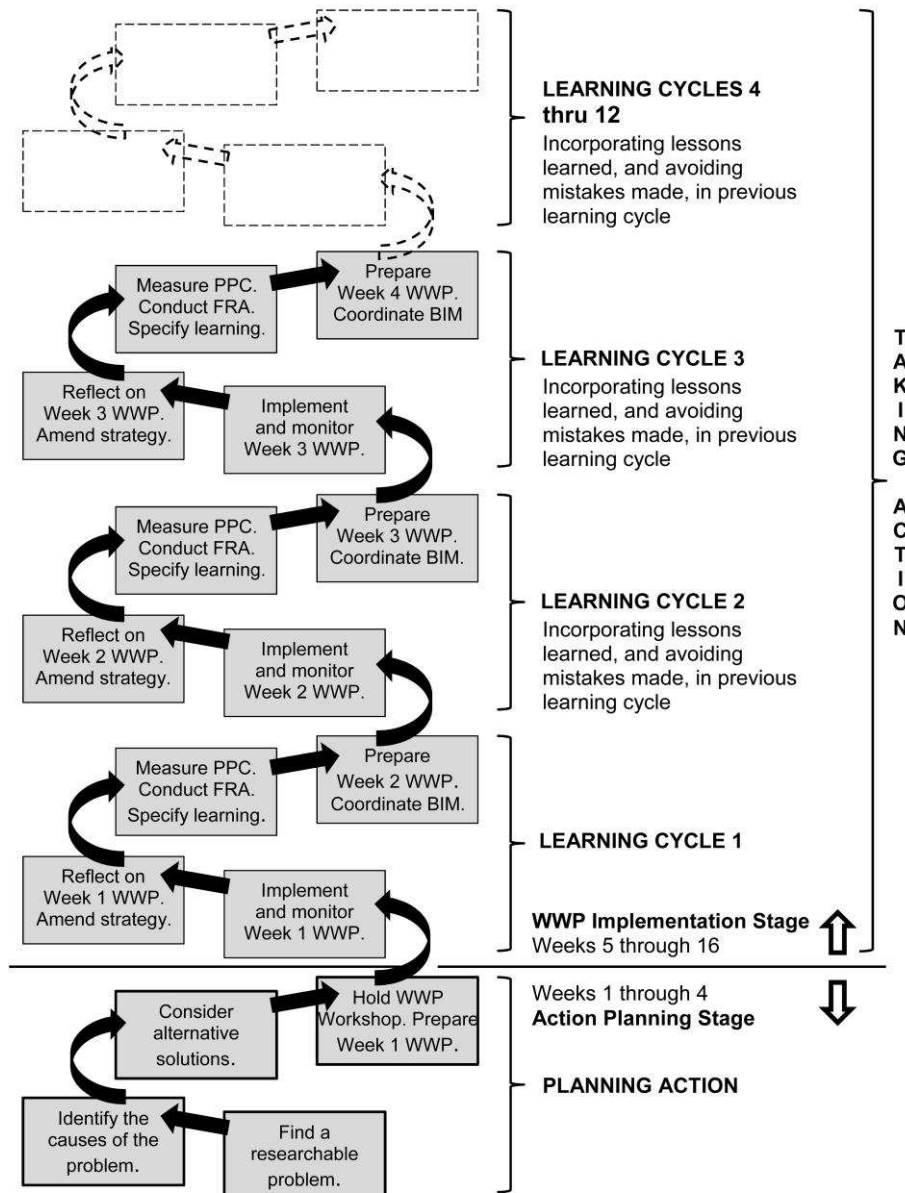 LEARNING CYCLES 4
thru 12
Incorporating lessons
learned, and avoiding
mistakes made, in previous
learning cycle
Measure PPC.
Conduct FRA.
Specify learning.
Prepare
Week 4 WWP.
Coordinate BIM
Reflect on
Week 3 WWP.
Amend strategy.
Implement
and monitor
Week 3 WWP.
LEARNING CYCLE 3
Incorporating lessons
learned, and avoiding
mistakes made, in previous
learning cycle
TAKING ACTION
Measure PPC.
Conduct FRA.
Specify learning.
Prepare
Week 3 WWP.
Coordinate BIM.
Reflect on
Week 2 WWP.
Amend strategy.
Implement
and monitor
Week 2 WWP.
LEARNING CYCLE 2
Incorporating lessons
learned, and avoiding
mistakes made, in previous
learning cycle
Measure PPC.
Conduct FRA.
Specify learning.
Prepare
Week 2 WWP.
Coordinate BIM.
Reflect on
Week 1 WWP.
Amend strategy.
Implement
and monitor
Week 1 WWP.
LEARNING CYCLE 1
WWP Implementation Stage
Weeks 5 through 16
Weeks 1 through 4
Action Planning Stage
Consider
alternative
solutions.
Hold WWP
Workshop. Prepare
Week 1 WWP.
Identify the
causes of the
problem.
Find a
researchable
problem.
PLANNING ACTION